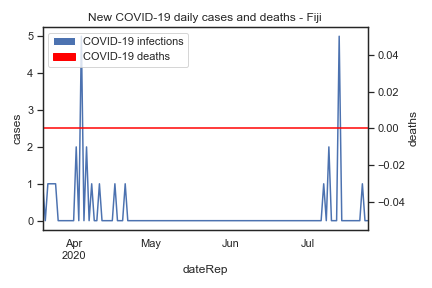 New COVID-19 daily cases and deaths - Fiji
COVID-19 infections
COVID-19 deaths
5
4
3
2
1
0
cases
0.04
0.02
0.00
−0.02
−0.04
deaths
Apr
2020
May
Jun
Jul
dateRep